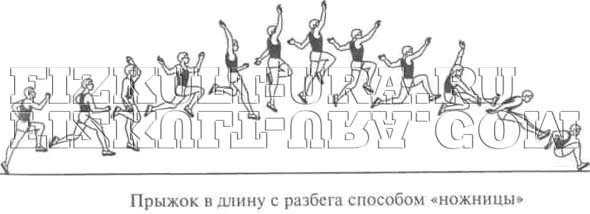 FIZKULT-URA.RU
FIZKULT-URA.COM
Прыжок в длину с разбега способом «ножницы»